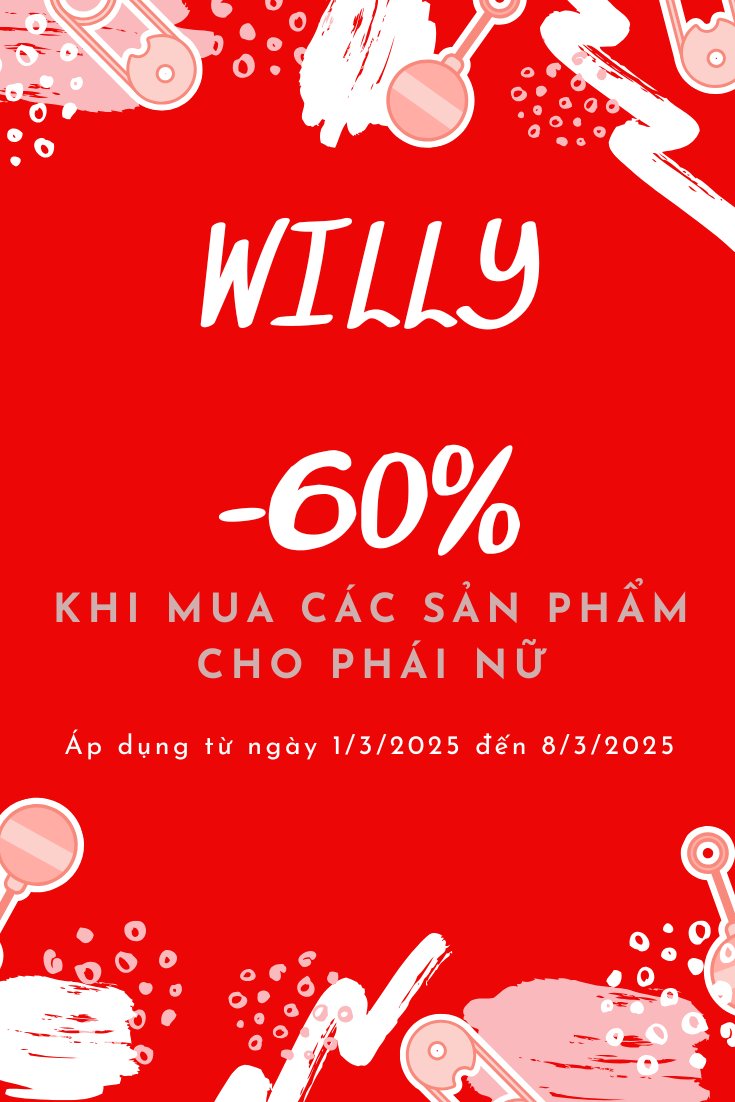 WILLY
-60%
KHI MUA CÁC SẢN PHẨM
CHO PHÁI NỮ
Áp dụng từ ngày 1/3/2025 đến 8/3/2025